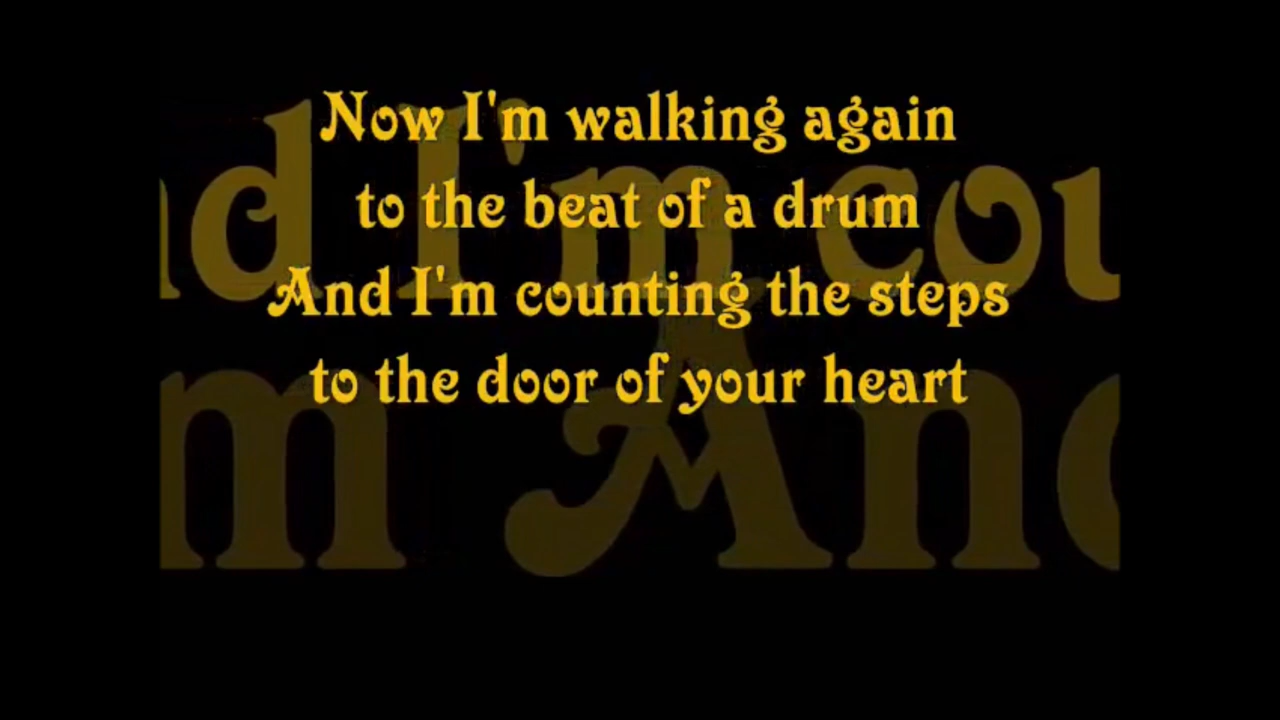 Now I'm walking again
to the beat of a drum
And I'm counting the steps
to the door of your heart